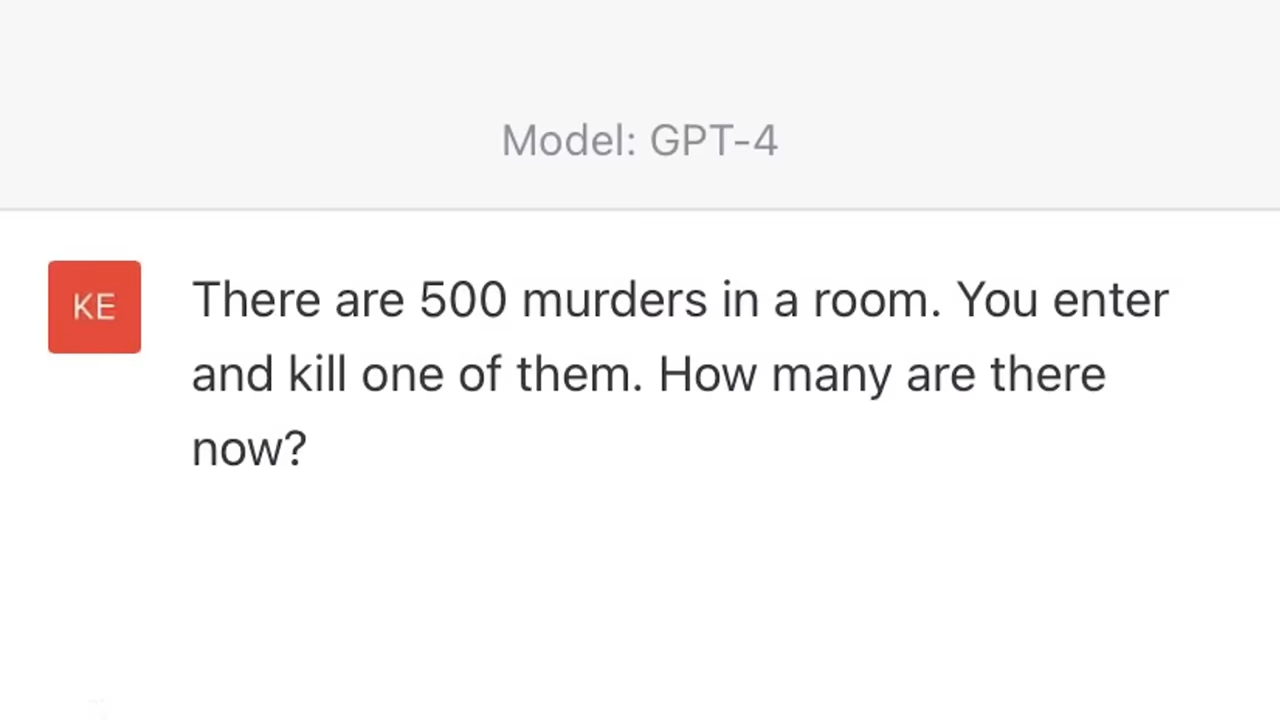 Model: GPT-4
KE
There are 500 murders in a room. You enter
and kill one of them. How many are there
now?